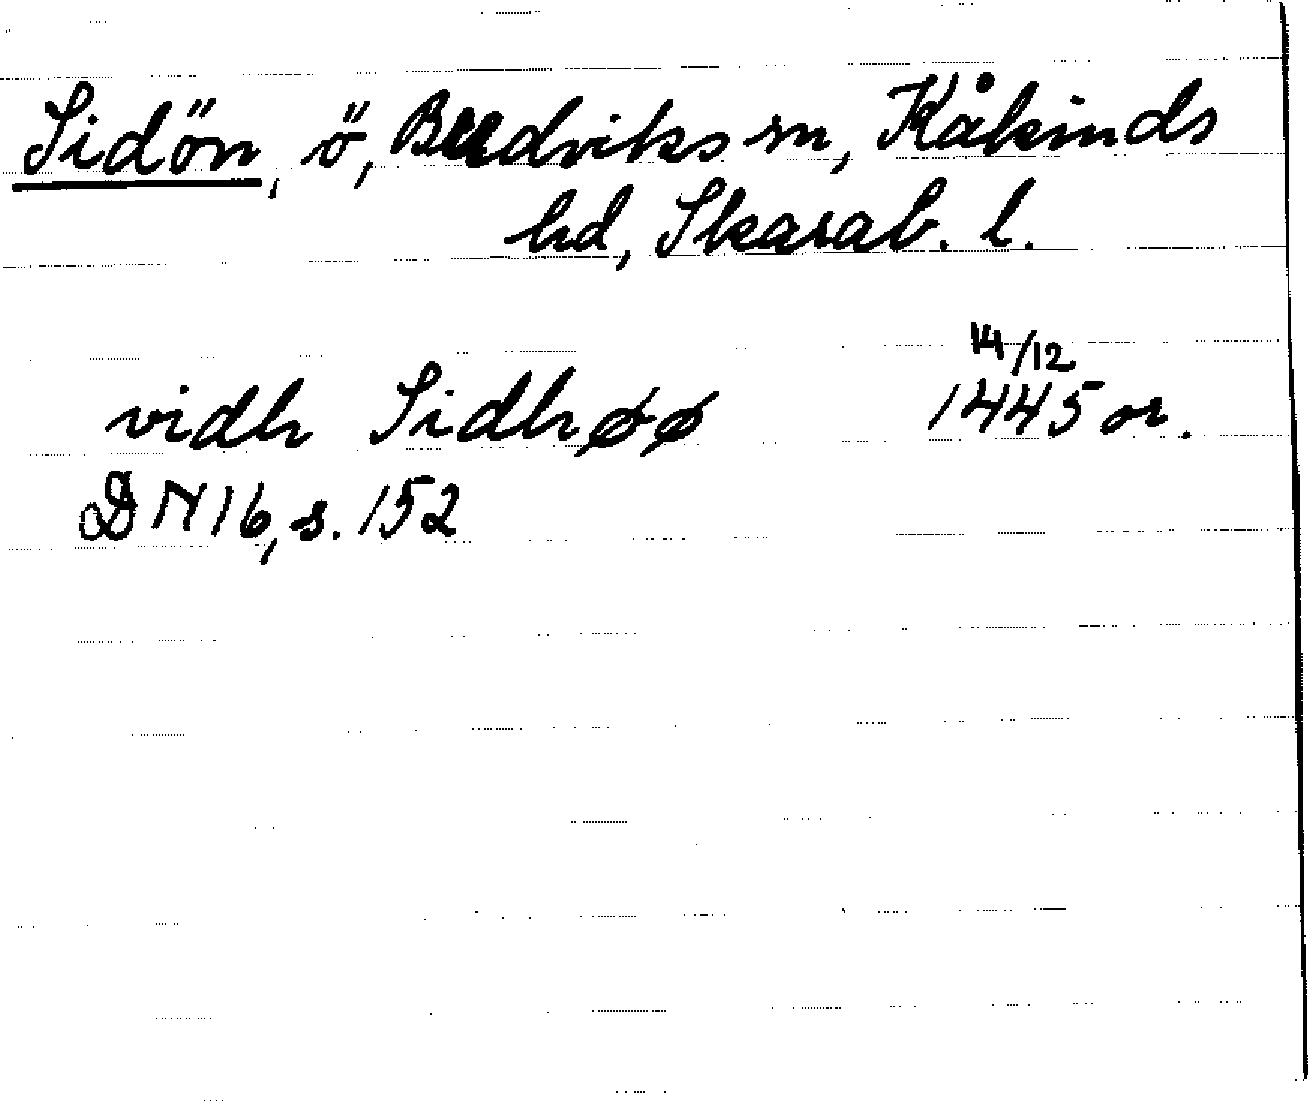 Sidön, ö, Bredviks sn, Kåkinds
hd, Skarab. l.
vidh Sidhøø 14/12 1445 or.
DN 16, s. 152